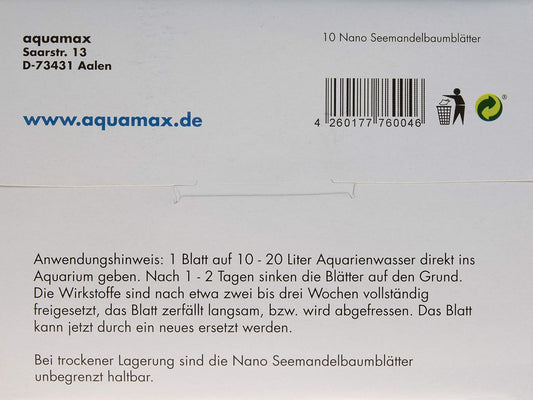 aquamax
Saarstr. 13
D-73431 Aalen
10 Nano Seemandelbaumblätter
www.aquamax.de
4 260177 760046
®
Anwendungshinweis: 1 Blatt auf 10 - 20 Liter Aquarienwasser direkt ins
Aquarium geben. Nach 1 - 2 Tagen sinken die Blätter auf den Grund.
Die Wirkstoffe sind nach etwa zwei bis drei Wochen vollständig
freigesetzt, das Blatt zerfällt langsam, bzw. wird abgefressen. Das Blatt
kann jetzt durch ein neues ersetzt werden.
Bei trockener Lagerung sind die Nano Seemandelbaumblätter
unbegrenzt haltbar.